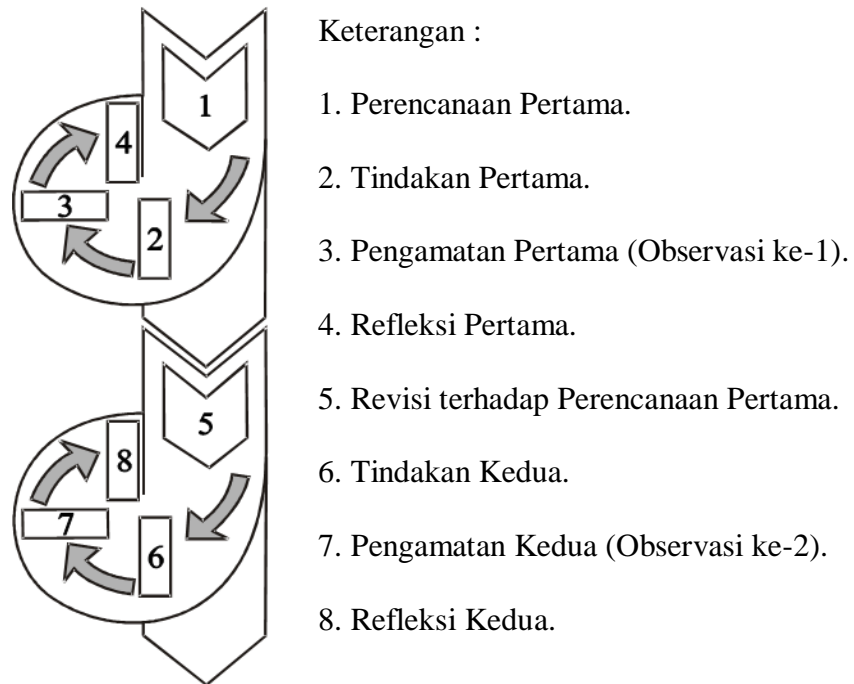 Keterangan :
1
1. Perencanaan Pertama.
4
2. Tindakan Pertama.
3
2
3. Pengamatan Pertama (Observasi ke-1).
4. Refleksi Pertama.
5
5. Revisi terhadap Perencanaan Pertama.
8
6. Tindakan Kedua.
7
6
7. Pengamatan Kedua (Observasi ke-2).
8. Refleksi Kedua.